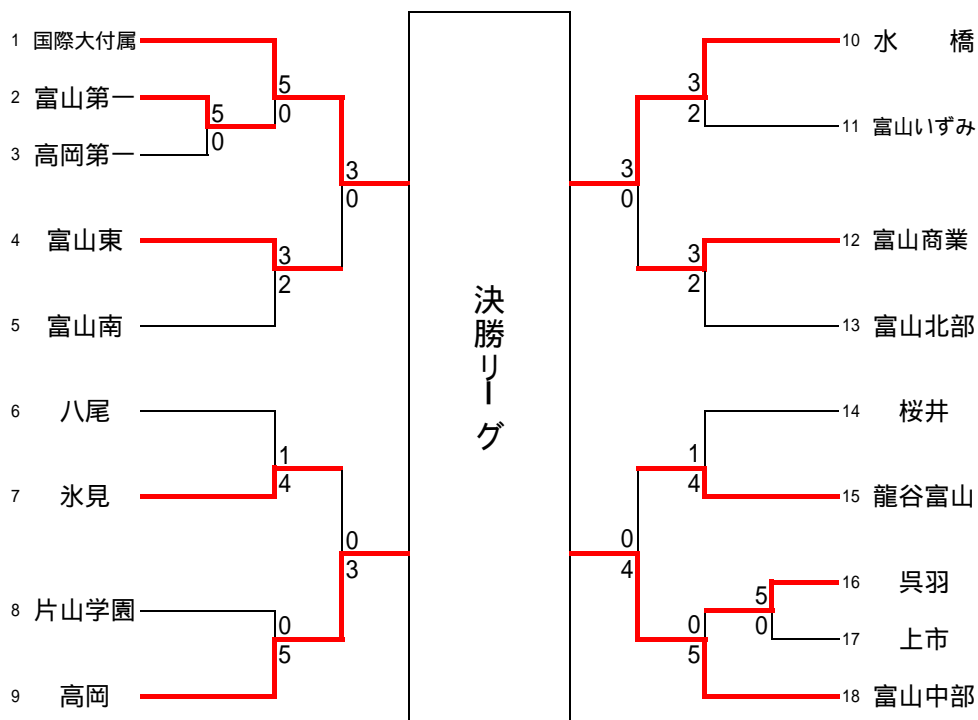 1 国際大付属
2 富山第一
3 高岡第一
4 富山東
5 富山南
6 八尾
7 氷見
8 片山学園
9 高岡
5
0
5
0
3
2
3
0
1
4
0
5
0
3
決勝リーグ
3
2
3
2
3
0
1
4
5
0
0
5
0
4
10 水　橋
11 富山いずみ
12 富山商業
13 富山北部
14 桜井
15 龍谷富山
16 呉羽
17 上市
18 富山中部